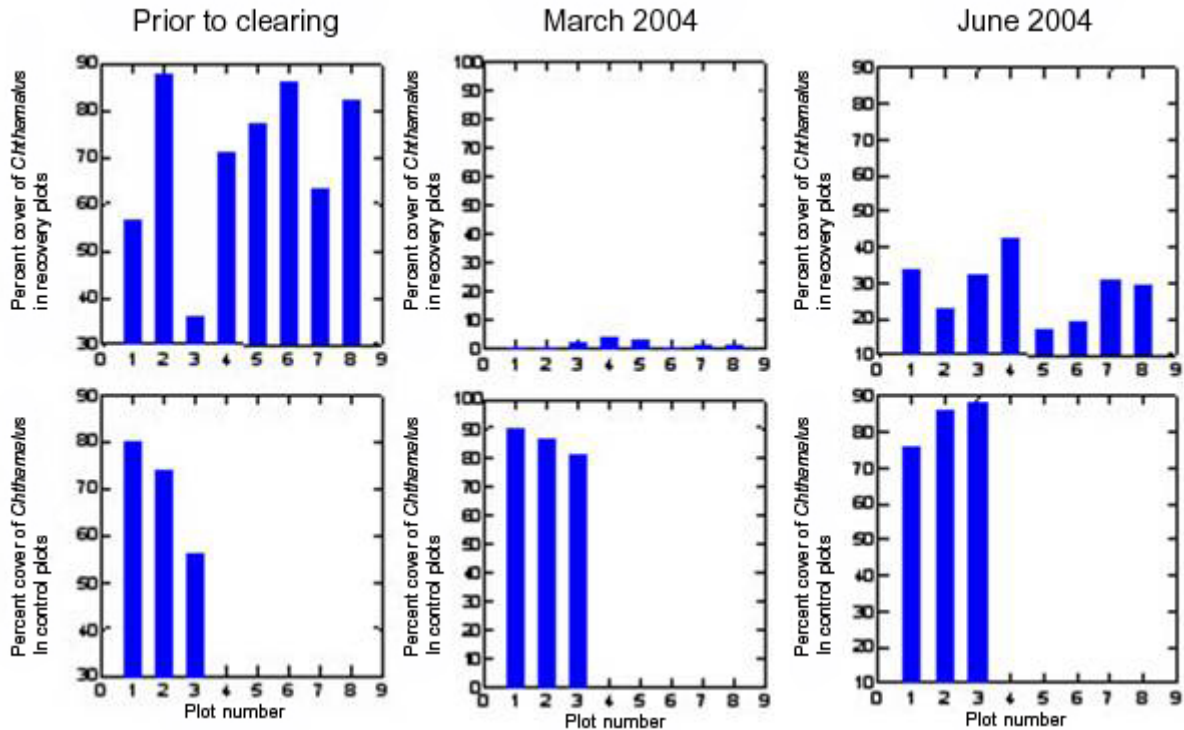 Prior to clearing
March 2004
June 2004
Percent cover of Chthamalus
in recovery plots
90
80
70
60
50
40
30
0 1 2 3 4 5 6 7 8 9
Percent cover of Chthamalus
in recovery plots
100
90
80
70
60
50
40
30
20
10
0
0 1 2 3 4 5 6 7 8 9
Percent cover of Chthamalus
in recovery plots
90
80
70
60
50
40
30
20
10
0 1 2 3 4 5 6 7 8 9
Percent cover of Chthamalus
In control plots
90
80
70
60
50
40
30
0 1 2 3 4 5 6 7 8 9
Plot number
Percent cover of Chthamalus
In control plots
100
90
80
70
60
50
40
30
20
10
0
0 1 2 3 4 5 6 7 8 9
Plot number
Percent cover of Chthamalus
In control plots
90
80
70
60
50
40
30
20
10
0 1 2 3 4 5 6 7 8 9
Plot number